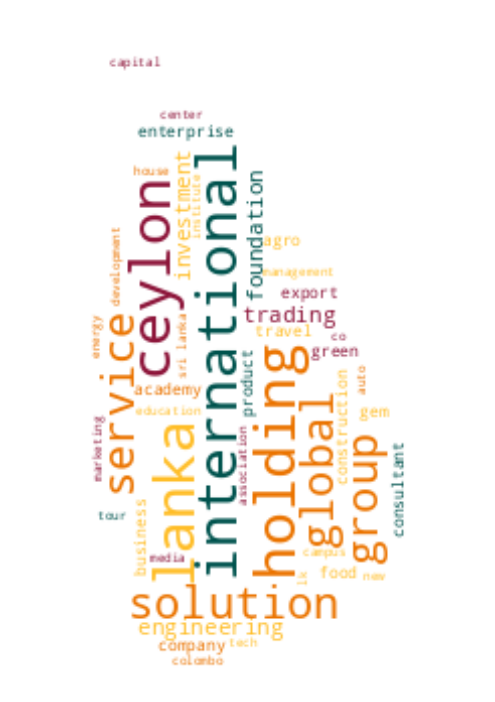 capital
center
enterprise
house
investment
institute
international
ceylon
foundation
agro
development
management
export
trading
travel
co
green
energy
service
sri lanka
holding
product
academy
auto
education
construction
gem
marketing
lanka
association
global
group
consultant
tour
business
media
campus
lk
food
new
solution
engineering
company
tech
colombo